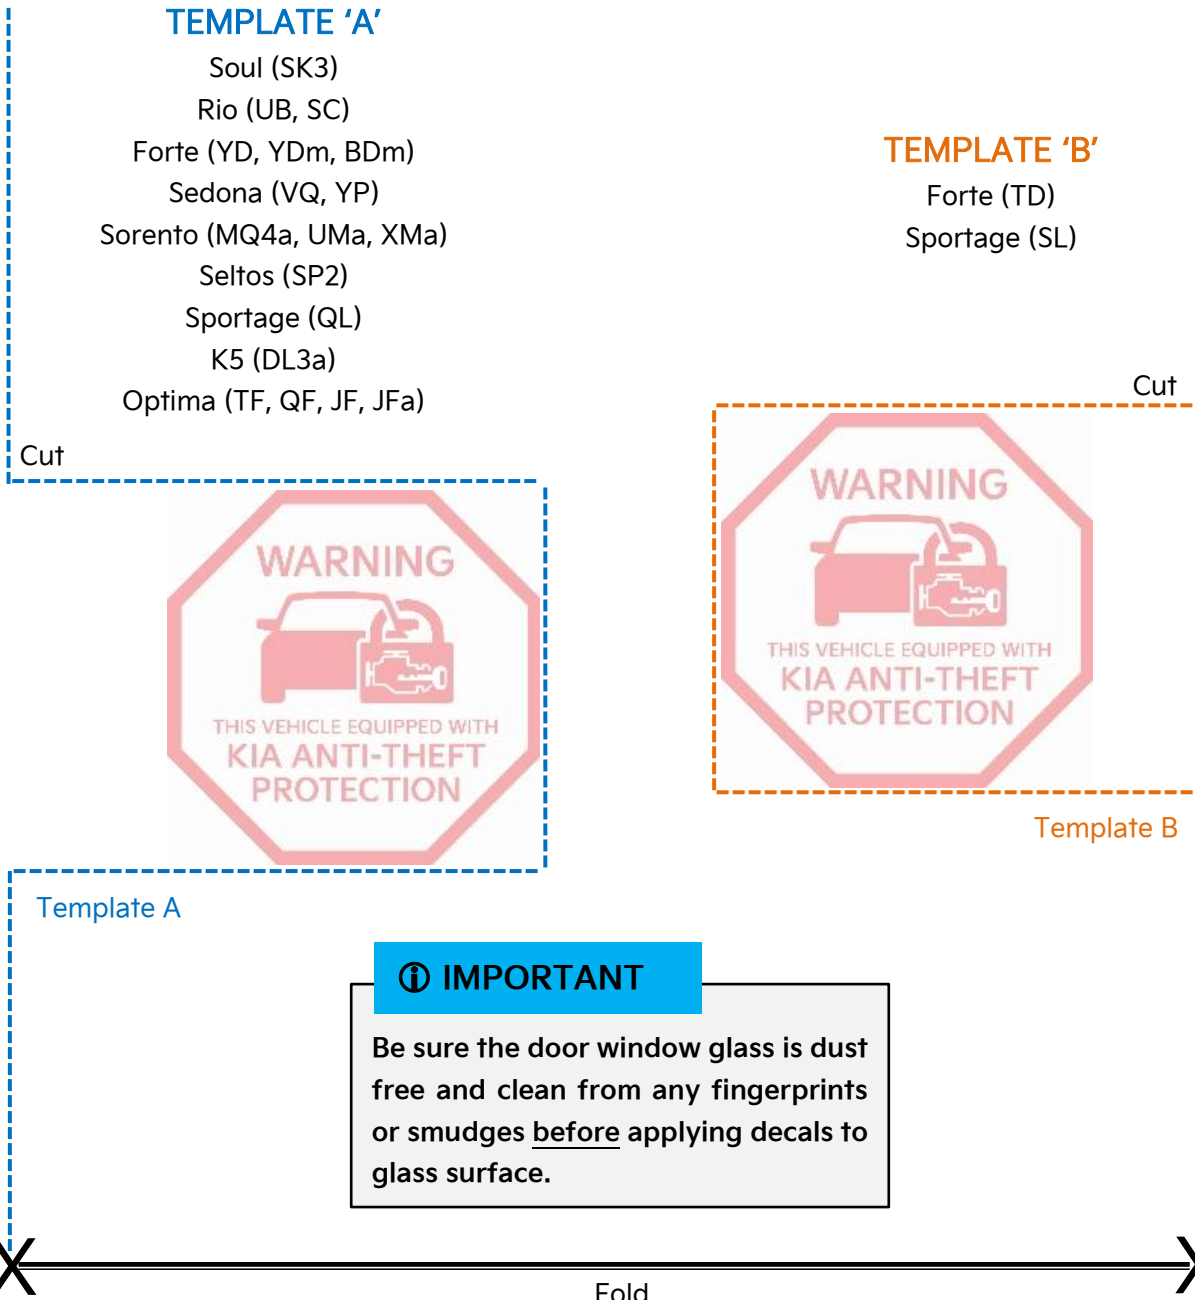 TEMPLATE ‘A’
Soul (SK3)
Rio (UB, SC)
Forte (YD, YDm, BDm)
Sedona (VQ, YP)
Sorento (MQ4a, UMa, XMa)
Seltos (SP2)
Sportage (QL)
K5 (DL3a)
Optima (TF, QF, JF, JFa)
Cut
WARNING
THIS VEHICLE EQUIPPED WITH
KIA ANTI-THEFT
PROTECTION
Template A
TEMPLATE ‘B’
Forte (TD)
Sportage (SL)
Cut
WARNING
THIS VEHICLE EQUIPPED WITH
KIA ANTI-THEFT
PROTECTION
Template B
IMPORTANT
Be sure the door window glass is dust
free and clean from any fingerprints
or smudges before applying decals to
glass surface.
X X
Fold